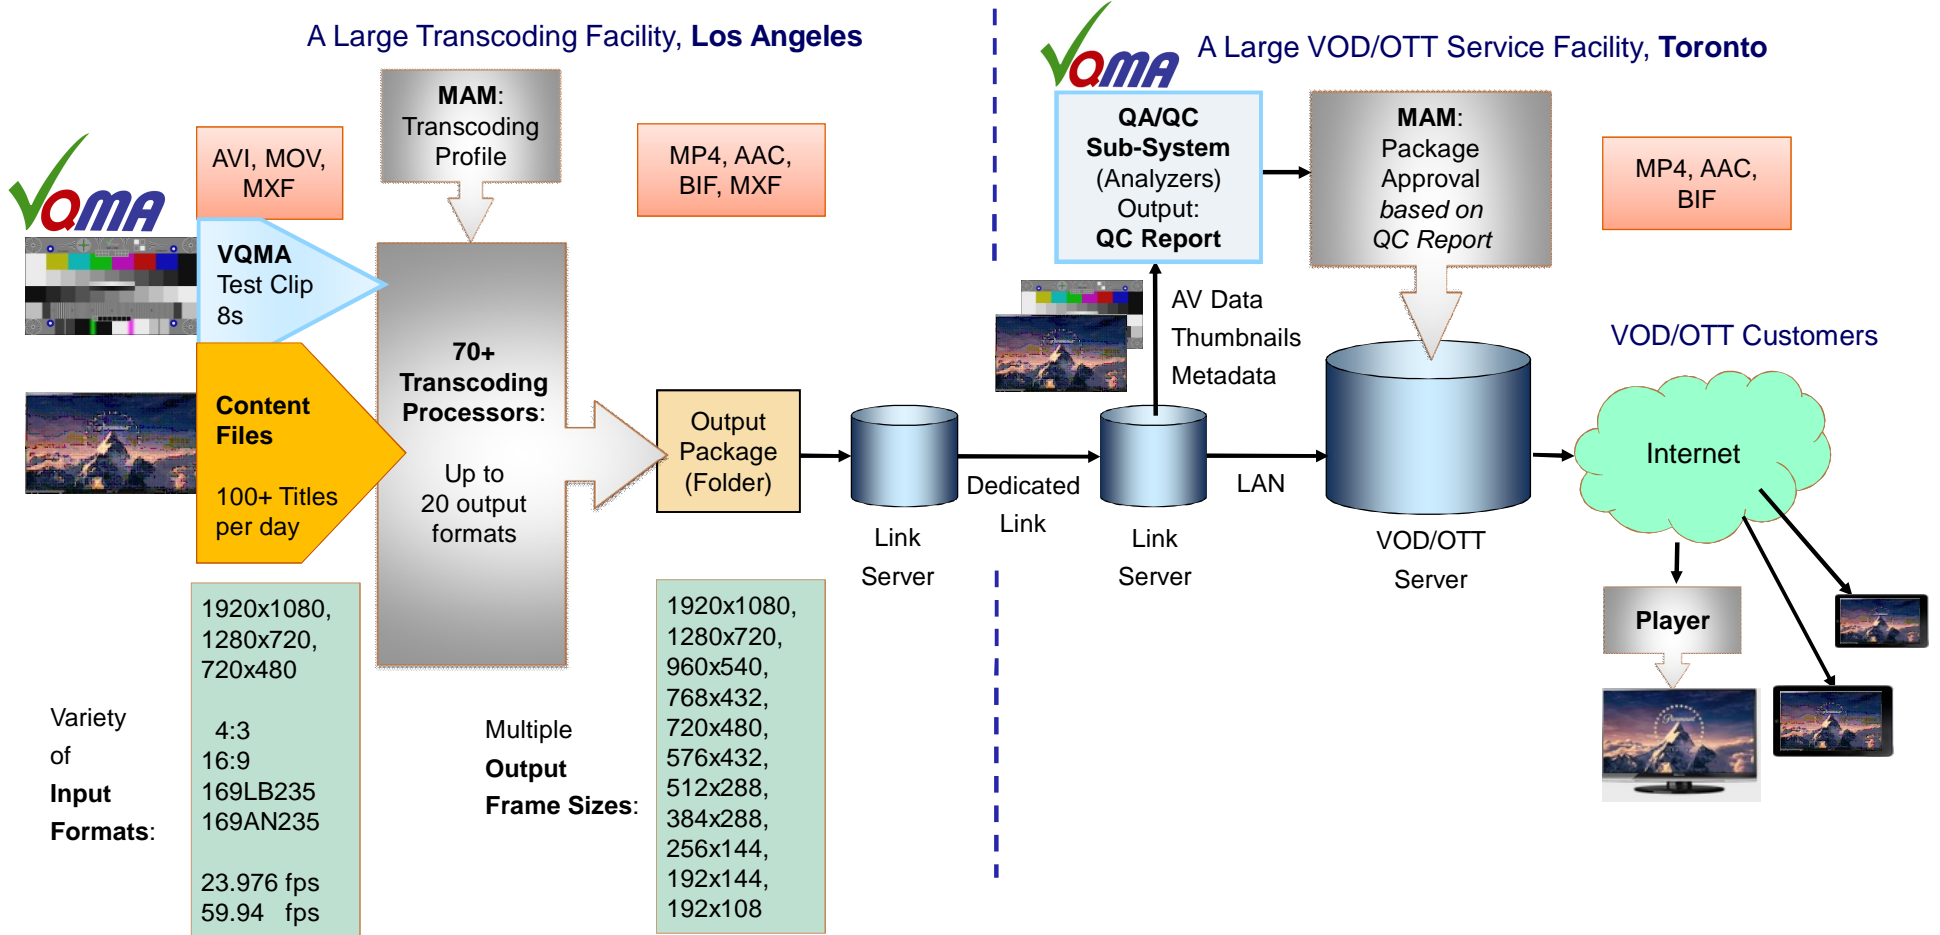 A Large Transcoding Facility, Los Angeles
VQMA
A Large VOD/OTT Service Facility, Toronto
VQMA
AVI, MOV,
MXF
MAM:
Transcoding
Profile
MP4, AAC,
BIF, MXF
VQMA
Test Clip
8s
Content
Files
100+ Titles
per day
70+
Transcoding
Processors:
Up to
20 output
formats
Output
Package
(Folder)
Link
Server
Dedicated
Link
Link
Server
LAN
QA/QC
Sub-System
(Analyzers)
Output:
QC Report
AV Data
Thumbnails
Metadata
MAM:
Package
Approval
based on
QC Report
MP4, AAC,
BIF
VOD/OTT
Server
VOD/OTT Customers
Internet
Player
Paramount
Variety
of
Input
Formats:
1920x1080,
1280x720,
720x480
4:3
16:9
169LB235
169AN235
23.976 fps
59.94 fps
Multiple
Output
Frame Sizes:
1920x1080,
1280x720,
960x540,
768x432,
720x480,
576x432,
512x288,
384x288,
256x144,
192x144,
192x108